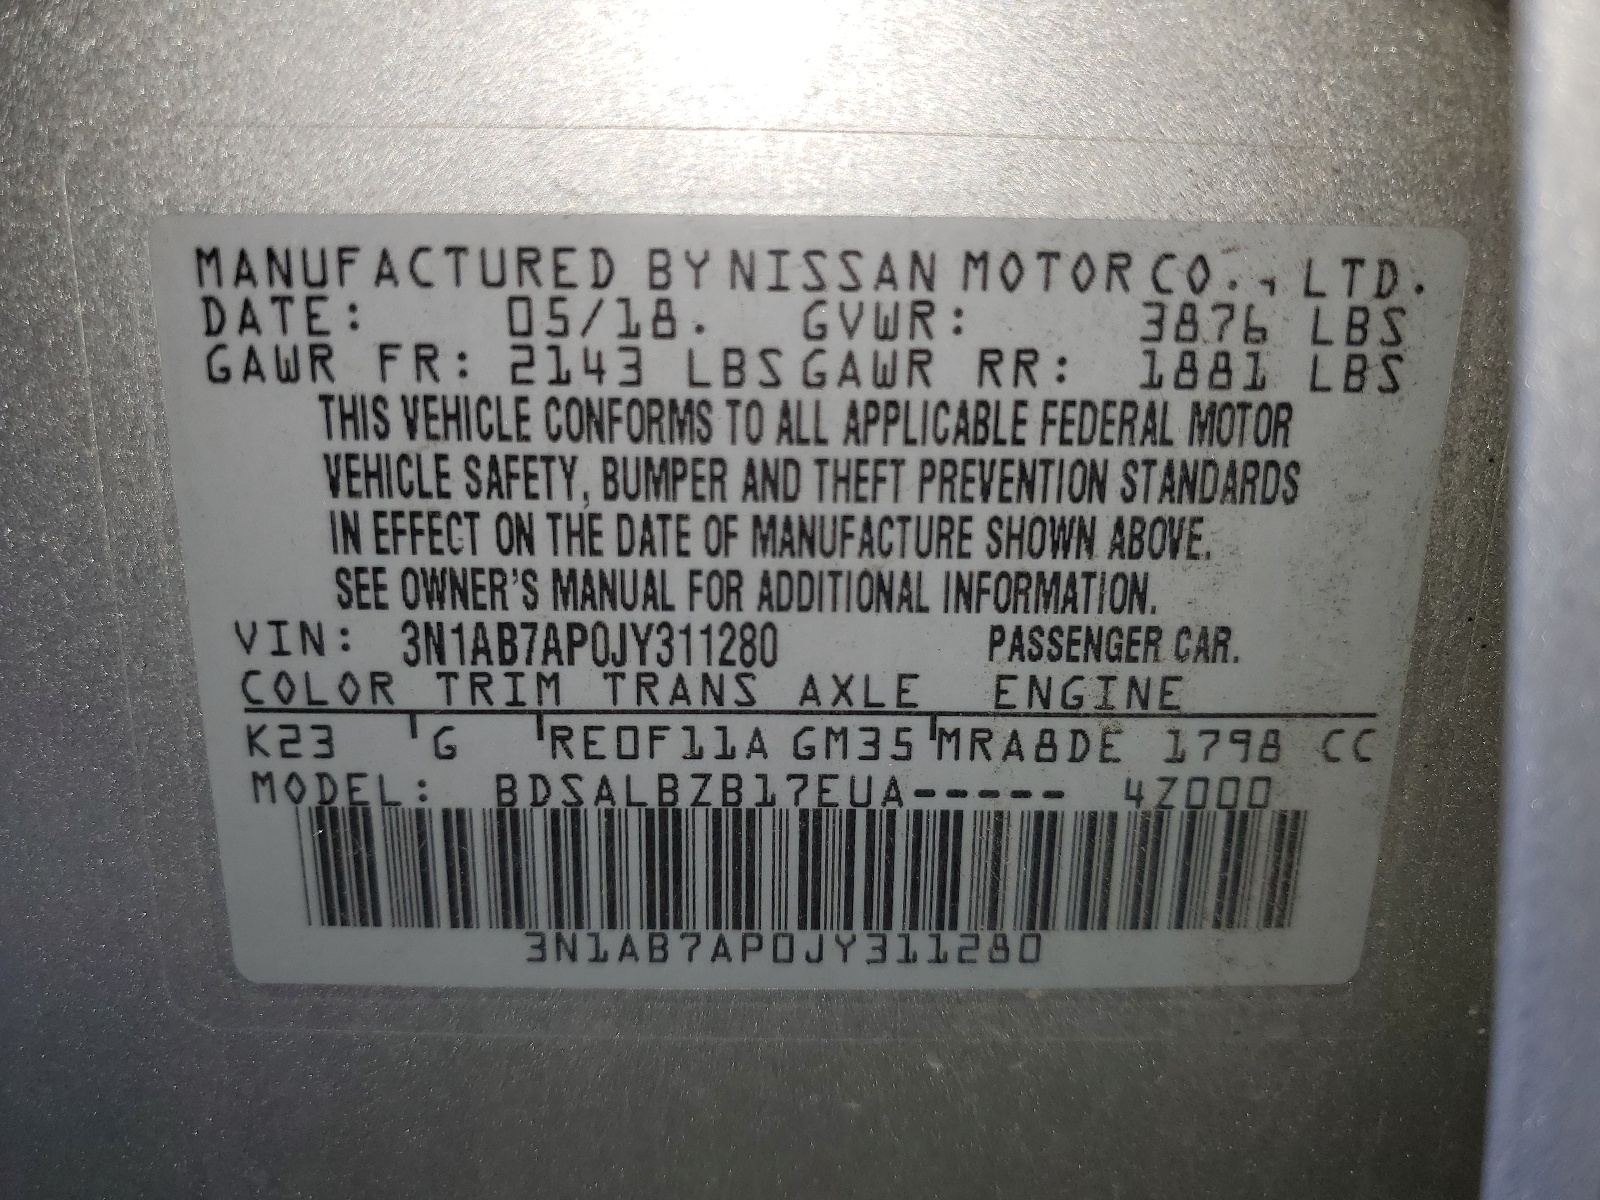 MANUFACTURED BY NISSAN MOTOR CO., LTD.
DATE: 05/18. GVWR: 3876 LBS
GAWR FR: 2143 LBS GAWR RR: 1881 LBS
THIS VEHICLE CONFORMS TO ALL APPLICABLE FEDERAL MOTOR
VEHICLE SAFETY, BUMPER AND THEFT PREVENTION STANDARDS
IN EFFECT ON THE DATE OF MANUFACTURE SHOWN ABOVE.
SEE OWNER'S MANUAL FOR ADDITIONAL INFORMATION.
VIN: 3N1AB7AP0JY311280 PASSENGER CAR.
COLOR TRIM TRANS AXLE ENGINE
K23 G RE0F11A GM35 MRA8DE 1798 CC
MODEL: BDSALBZB17EUA----- 4Z000
3N1AB7AP0JY311280